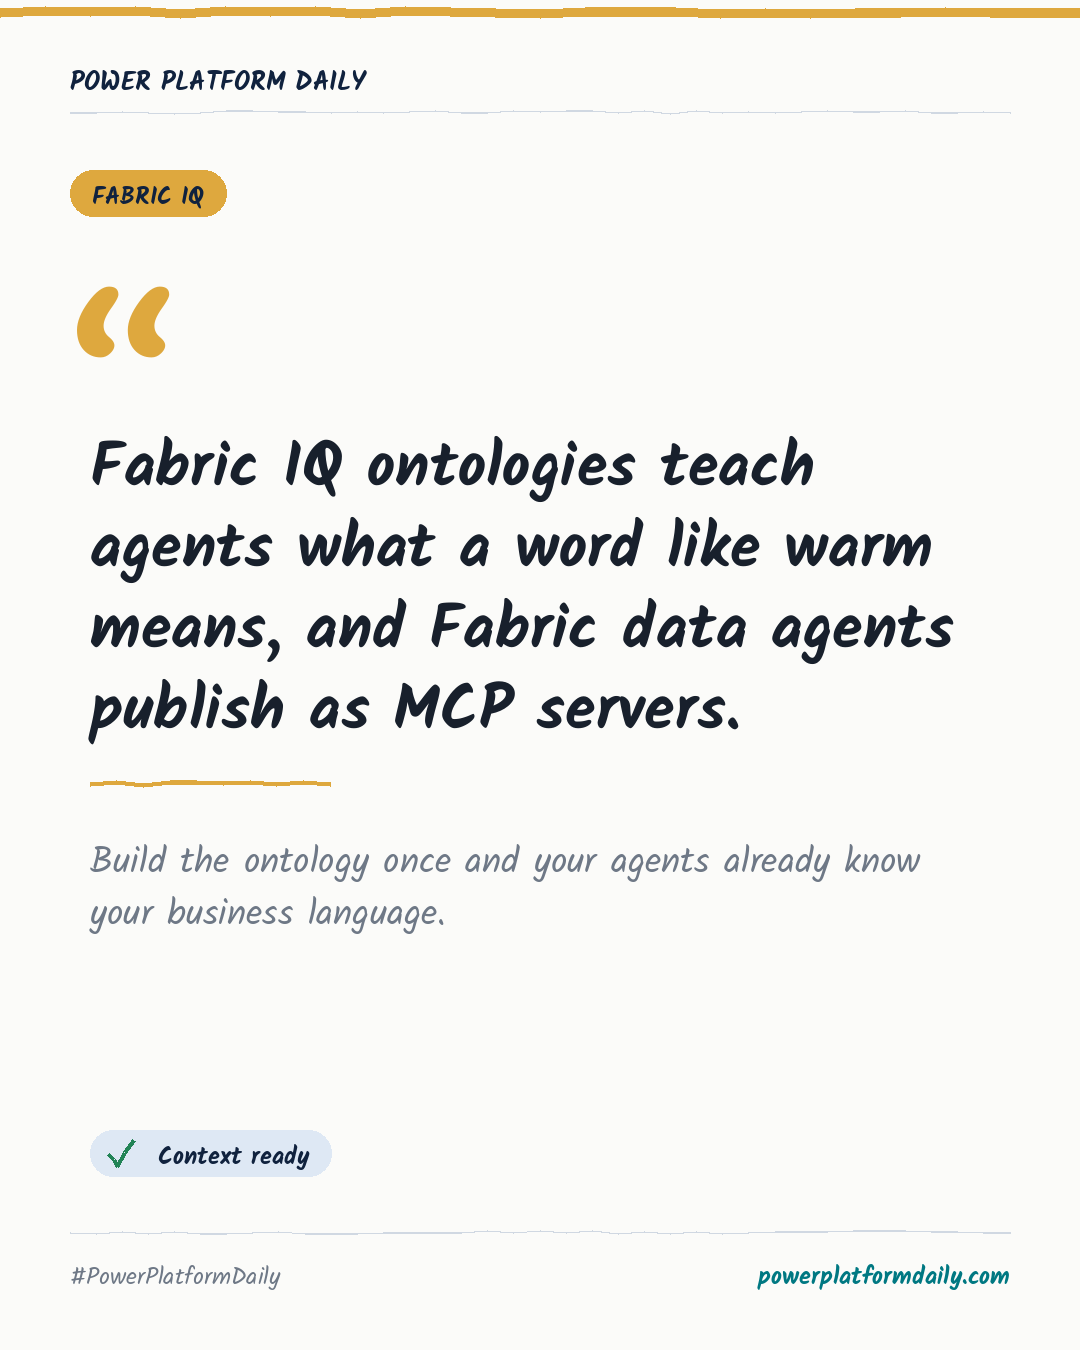 POWER PLATFORM DAILY
FABRIC IQ
“
Fabric IQ ontologies teach
agents what a word like warm
means, and Fabric data agents
publish as MCP servers.
Build the ontology once and your agents already know
your business language.
Context ready
#PowerPlatformDaily
powerplatformdaily.com